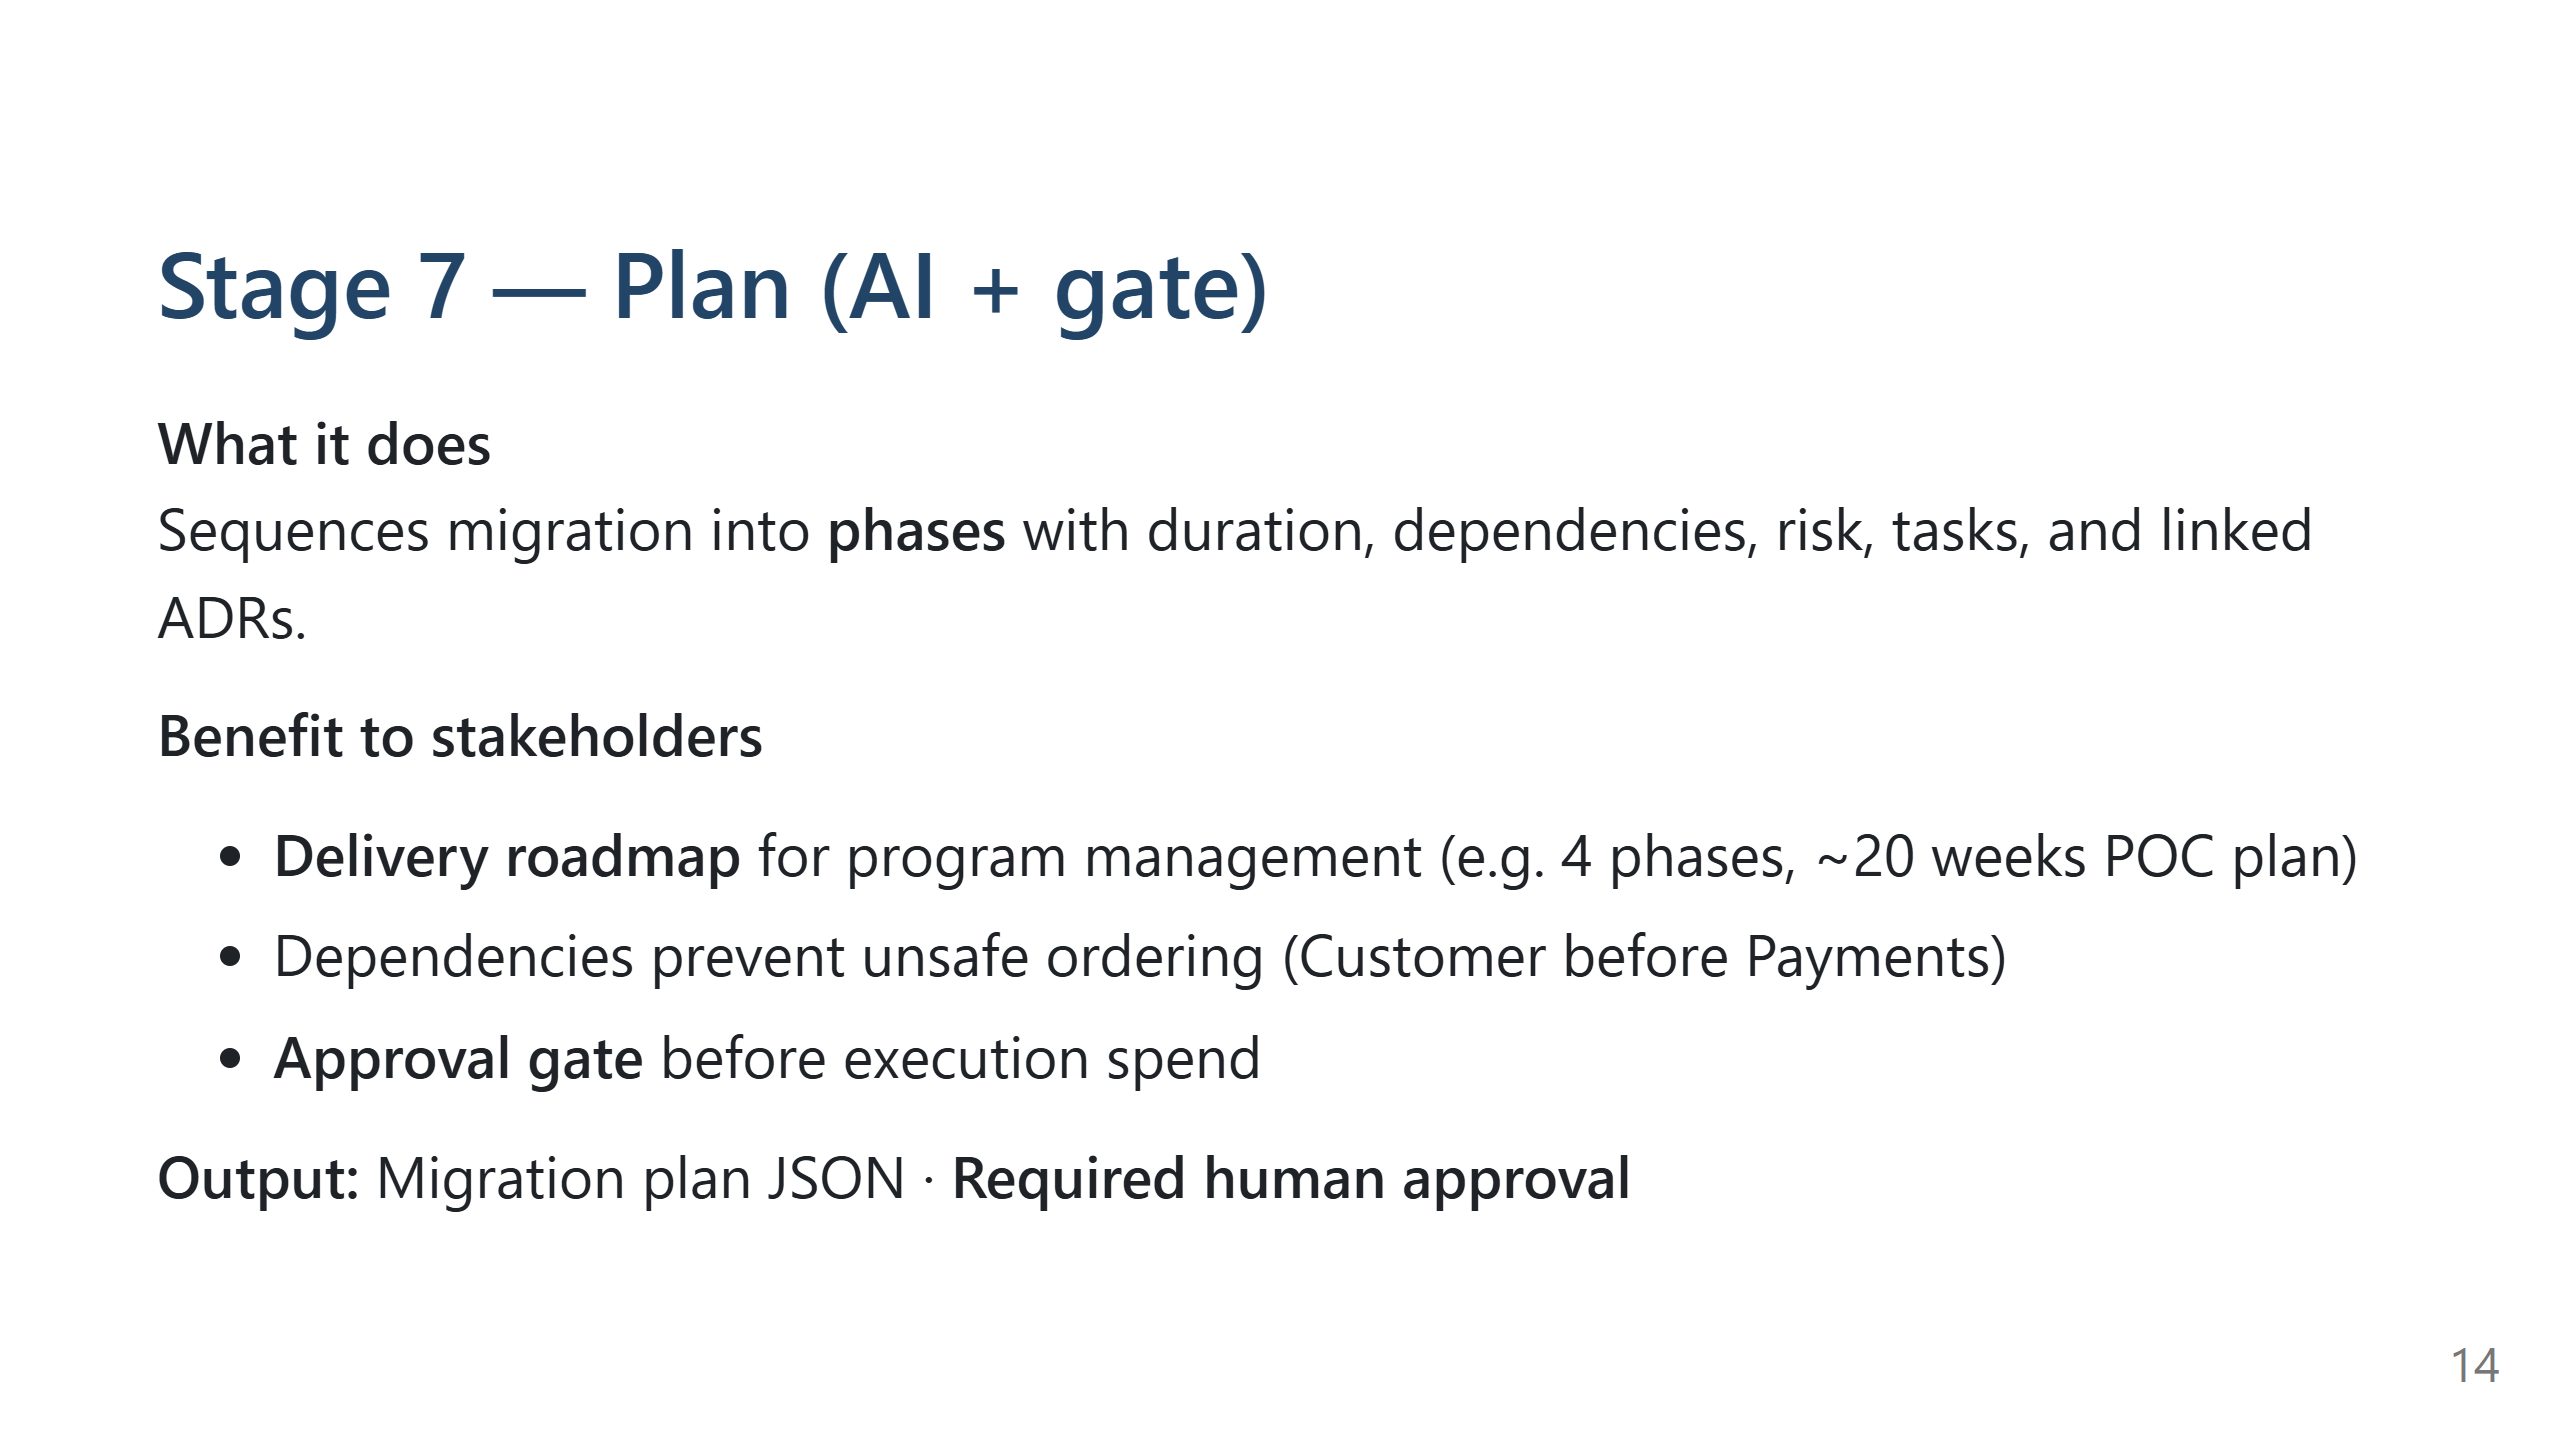 Stage 7 — Plan (AI + gate)
What it does
Sequences migration into phases with duration, dependencies, risk, tasks, and linked
ADRs.
Benefit to stakeholders
• Delivery roadmap for program management (e.g. 4 phases, ~20 weeks POC plan)
• Dependencies prevent unsafe ordering (Customer before Payments)
• Approval gate before execution spend
Output: Migration plan JSON · Required human approval
14